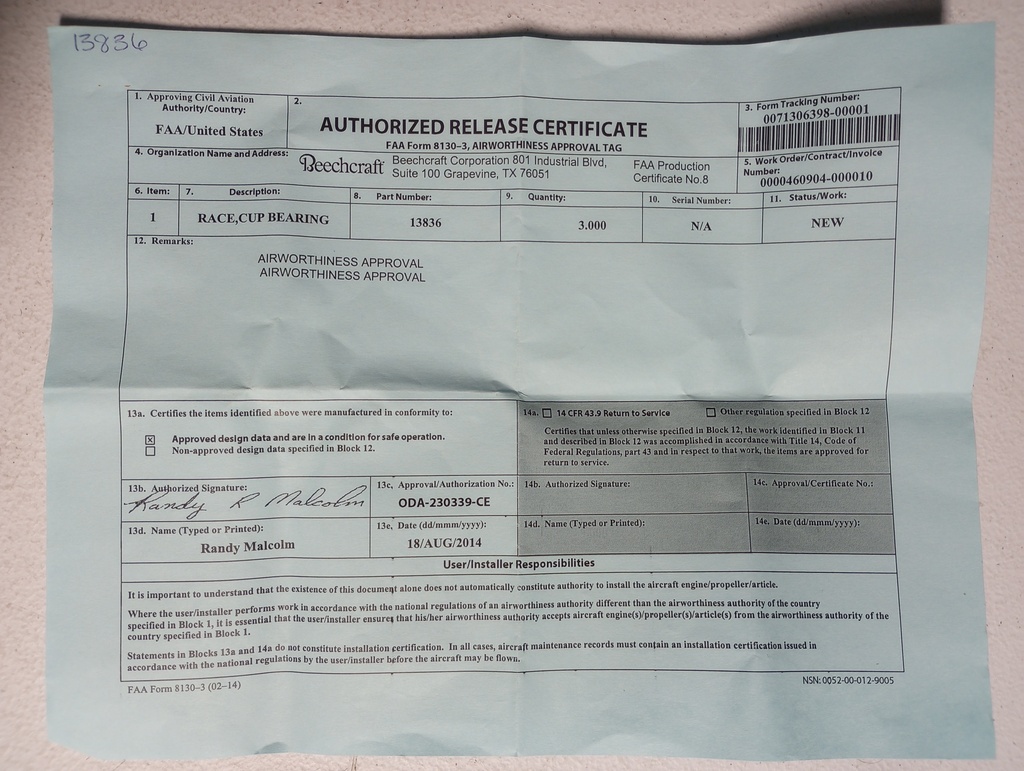 13836
1. Approving Civil Aviation
Authority/Country:
FAA/United States
2.
AUTHORIZED RELEASE CERTIFICATE
FAA Form 8130–3, AIRWORTHINESS APPROVAL TAG
3. Form Tracking Number:
0071306398-00001
4. Organization Name and Address:
Beechcraft
Beechcraft Corporation 801 Industrial Blvd,
Suite 100 Grapevine, TX 76051
FAA Production
Certificate No.8
5. Work Order/Contract/Invoice
Number:
0000460904-000010
6. Item: 7. Description: 8. Part Number: 9. Quantity: 10. Serial Number: 11. Status/Work:
1 RACE,CUP BEARING 13836 3.000 N/A NEW
12. Remarks:
AIRWORTHINESS APPROVAL
AIRWORTHINESS APPROVAL
13a. Certifies the items identified above were manufactured in conformity to:
Approved design data and are in a condition for safe operation.
Non-approved design data specified in Block 12.
14a. 14 CFR 43.9 Return to Service Other regulation specified in Block 12
Certifies that unless otherwise specified in Block 12, the work identified in Block 11
and described in Block 12 was accomplished in accordance with Title 14, Code of
Federal Regulations, part 43 and in respect to that work, the items are approved for
return to service.
13b. Authorized Signature:
Randy R Malcolm
13c. Approval/Authorization No.:
ODA-230339-CE
14b. Authorized Signature:
14c. Approval/Certificate No.:
13d. Name (Typed or Printed):
Randy Malcolm
13e. Date (dd/mmm/yyyy):
18/AUG/2014
14d. Name (Typed or Printed):
14e. Date (dd/mmm/yyyy):
User/Installer Responsibilities
It is important to understand that the existence of this document alone does not automatically constitute authority to install the aircraft engine/propeller/article.
Where the user/installer performs work in accordance with the national regulations of an airworthiness authority different than the airworthiness authority of the country
specified in Block 1, it is essential that the user/installer ensures that his/her airworthiness authority accepts aircraft engine(s)/propeller(s)/article(s) from the airworthiness authority of the
country specified in Block 1.
Statements in Blocks 13a and 14a do not constitute installation certification. In all cases, aircraft maintenance records must contain an installation certification issued in
accordance with the national regulations by the user/installer before the aircraft may be flown.
FAA Form 8130–3 (02–14)
NSN: 0052-00-012-9005